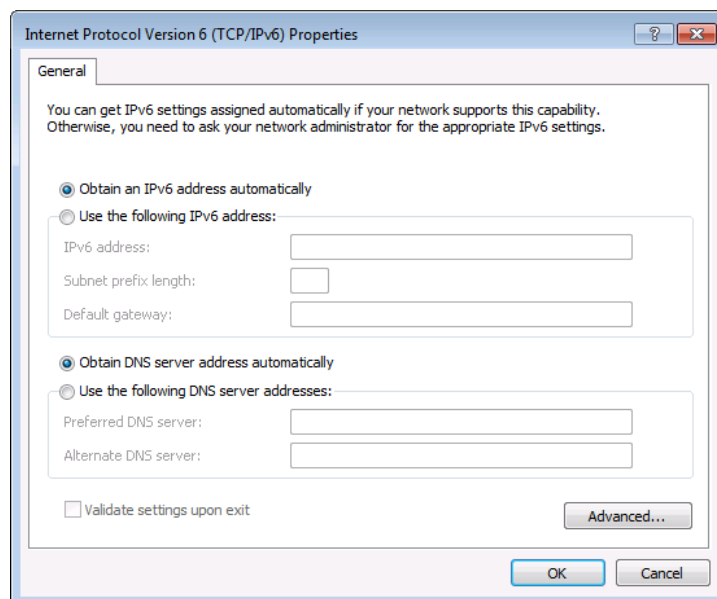 Internet Protocol Version 6 (TCP/IPv6) Properties
?
General
You can get IPv6 settings assigned automatically if your network supports this capability.
Otherwise, you need to ask your network administrator for the appropriate IPv6 settings.
Obtain an IPv6 address automatically
Use the following IPv6 address:
IPv6 address:
Subnet prefix length:
Default gateway:
Obtain DNS server address automatically
Use the following DNS server addresses:
Preferred DNS server:
Alternate DNS server:
Validate settings upon exit
Advanced...
OK
Cancel